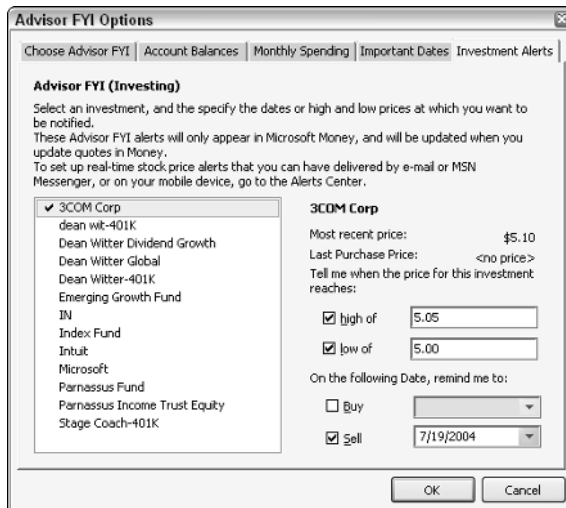 Advisor FYI Options
Choose Advisor FYI Account Balances Monthly Spending Important Dates Investment Alerts
Advisor FYI (Investing)
Select an investment, and the specify the dates or high and low prices at which you want to
be notified.
These Advisor FYI alerts will only appear in Microsoft Money, and will be updated when you
update quotes in Money.
To set up real-time stock price alerts that you can have delivered by e-mail or MSN
Messenger, or on your mobile device, go to the Alerts Center.
3COM Corp
dean wit-401K
Dean Witter Dividend Growth
Dean Witter Global
Dean Witter-401K
Emerging Growth Fund
IN
Index Fund
Intuit
Microsoft
Parnassus Fund
Parnassus Income Trust Equity
Stage Coach-401K
3COM Corp
Most recent price: $5.10
Last Purchase Price: <no price>
Tell me when the price for this investment
reaches:
high of 5.05
low of 5.00
On the following Date, remind me to:
Buy
Sell 7/19/2004
OK Cancel